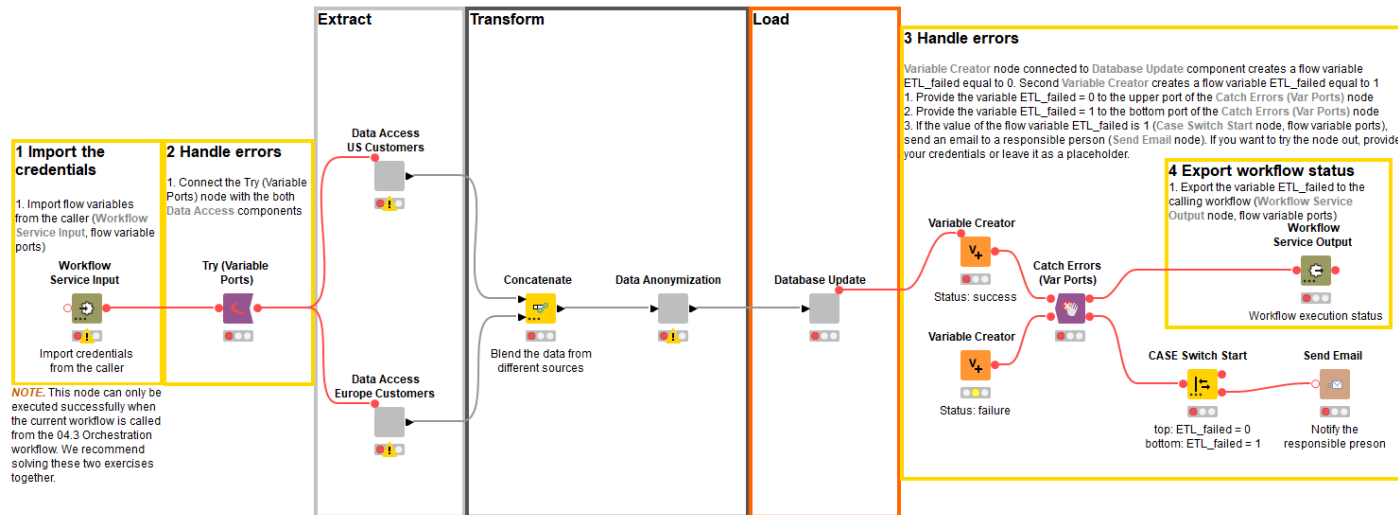 Extract
Transform
Load
3 Handle errors
Variable Creator node connected to Database Update component creates a flow variable
ETL_failed equal to 0. Second Variable Creator creates a flow variable ETL_failed equal to 1
1. Provide the variable ETL_failed = 0 to the upper port of the Catch Errors (Var Ports) node
2. Provide the variable ETL_failed = 1 to the bottom port of the Catch Errors (Var Ports) node
3. If the value of the flow variable ETL_failed is 1 (Case Switch Start node, flow variable ports),
send an email to a responsible person (Send Email node). If you want to try the node out, provide
your credentials or leave it as a placeholder.
1 Import the
credentials
1. Import flow variables
from the caller (Workflow
Service Input, flow variable
ports)
Workflow
Service Input
Import credentials
from the caller
NOTE. This node can only be
executed successfully when
the current workflow is called
from the 04.3 Orchestration
workflow. We recommend
solving these two exercises
together.
2 Handle errors
1. Connect the Try (Variable
Ports) node with the both
Data Access components
Try (Variable
Ports)
Data Access
US Customers
Data Access
Europe Customers
Concatenate
Blend the data from
different sources
Data Anonymization
Database Update
Variable Creator
V+
Status: success
Variable Creator
V+
Status: failure
Catch Errors
(Var Ports)
4 Export workflow status
1. Export the variable ETL_failed to the
calling workflow (Workflow Service
Output node, flow variable ports)
Workflow
Service Output
Workflow execution status
CASE Switch Start
top: ETL_failed = 0
bottom: ETL_failed = 1
Send Email
Notify the
responsible preson